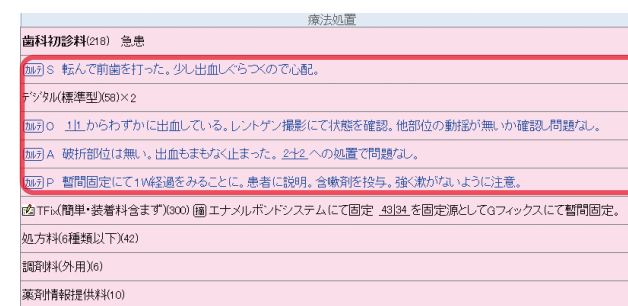 療法処置
歯科初診料(218) 急患
カルテ S 転んで前歯を打った。少し出血しぐらつくので心配。
デジタル(標準型)(58)×2
カルテ O 1|1 からわずかに出血している。レントゲン撮影にて状態を確認。他部位の動揺が無いか確認し問題なし。
カルテ A 破折部位は無い。出血もまもなく止まった。2+2 への処置で問題なし。
カルテ P 暫間固定にて1W経過をみることに。患者に説明。含嗽剤を投与。強く漱がないように注意。
TFix(簡単・装着料含まず)(300) 摘 エナメルボンドシステムにて固定 43|34 を固定源としてGフィックスにて暫間固定。
処方料(6種類以下)(42)
調剤料(外用)(6)
薬剤情報提供料(10)